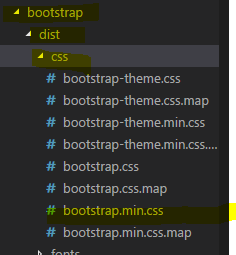 bootstrap
dist
css
# bootstrap-theme.css
# bootstrap-theme.css.map
# bootstrap-theme.min.css
# bootstrap-theme.min.css....
# bootstrap.css
# bootstrap.css.map
# bootstrap.min.css
# bootstrap.min.css.map
fonts